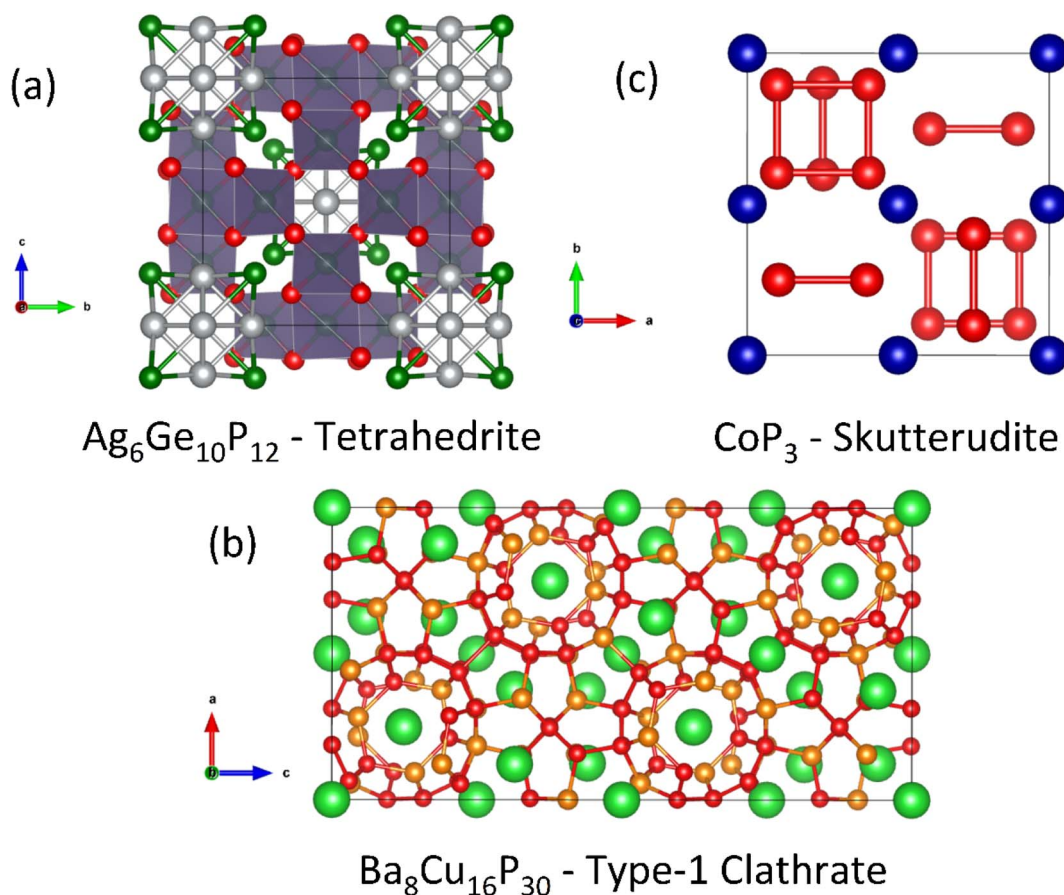 (a)
c
a
b
Ag₆Ge₁₀P₁₂ - Tetrahedrite
(c)
b
c
a
CoP₃ - Skutterudite
(b)
a
b
c
Ba₈Cu₁₆P₃₀ - Type-1 Clathrate